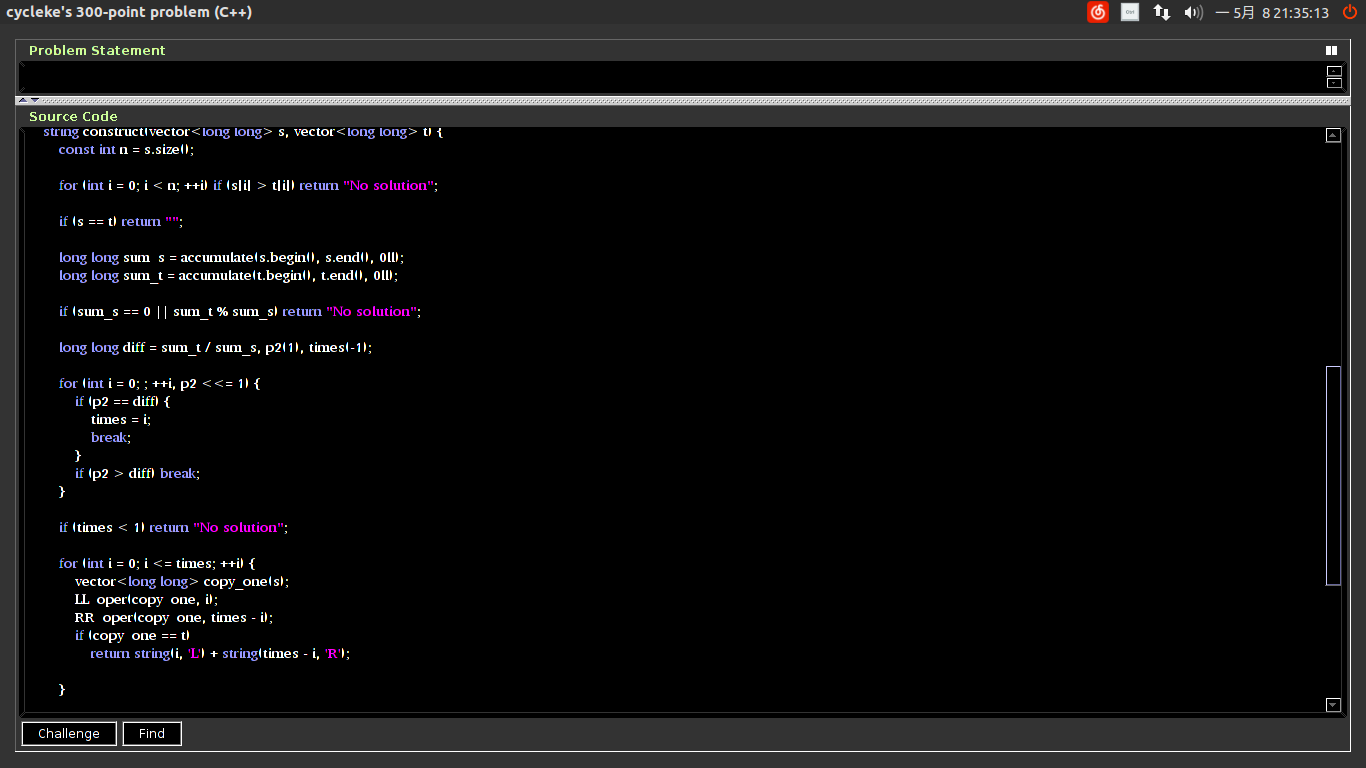 cycleke's 300-point problem (C++)
一 5月 8 21:35:13
Problem Statement
Source Code
string construct(vector<long long> s, vector<long long> t) {
const int n = s.size();
for (int i = 0; i < n; ++i) if (s[i] > t[i]) return "No solution";
if (s == t) return "";
long long sum_s = accumulate(s.begin(), s.end(), 0ll);
long long sum_t = accumulate(t.begin(), t.end(), 0ll);
if (sum_s == 0 || sum_t % sum_s) return "No solution";
long long diff = sum_t / sum_s, p2(1), times(-1);
for (int i = 0; ; ++i, p2 <<= 1) {
if (p2 == diff) {
times = i;
break;
}
if (p2 > diff) break;
}
if (times < 1) return "No solution";
for (int i = 0; i <= times; ++i) {
vector<long long> copy_one(s);
LL_oper(copy_one, i);
RR_oper(copy_one, times - i);
if (copy_one == t)
return string(i, 'L') + string(times - i, 'R');
}
Challenge
Find